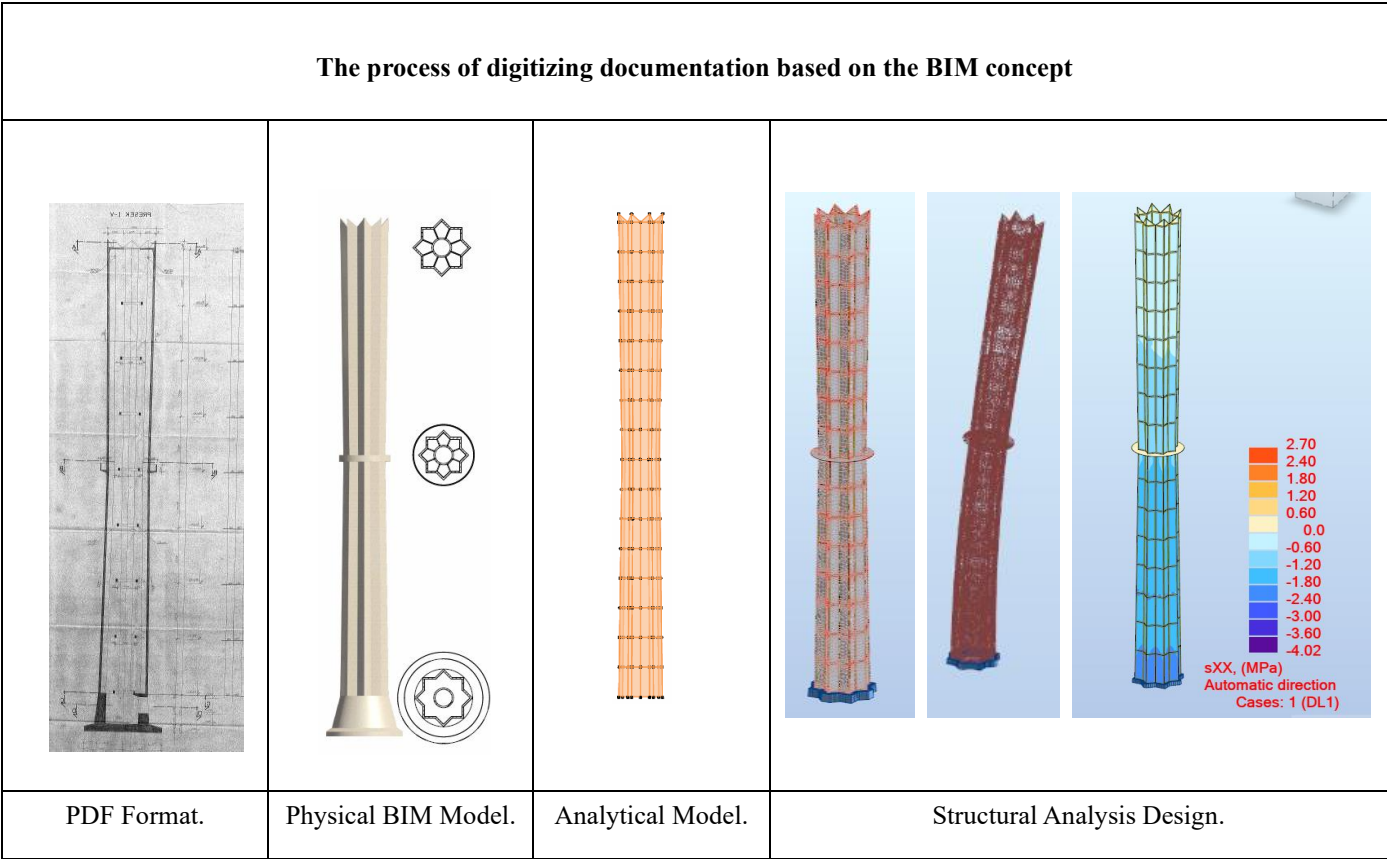 The process of digitizing documentation based on the BIM concept
PRESEK 1-V
2.70
2.40
1.80
1.20
0.60
0.0
-0.60
-1.20
-1.80
-2.40
-3.00
-3.60
-4.02
sXX, (MPa)
Automatic direction
Cases: 1 (DL1)
PDF Format.
Physical BIM Model.
Analytical Model.
Structural Analysis Design.